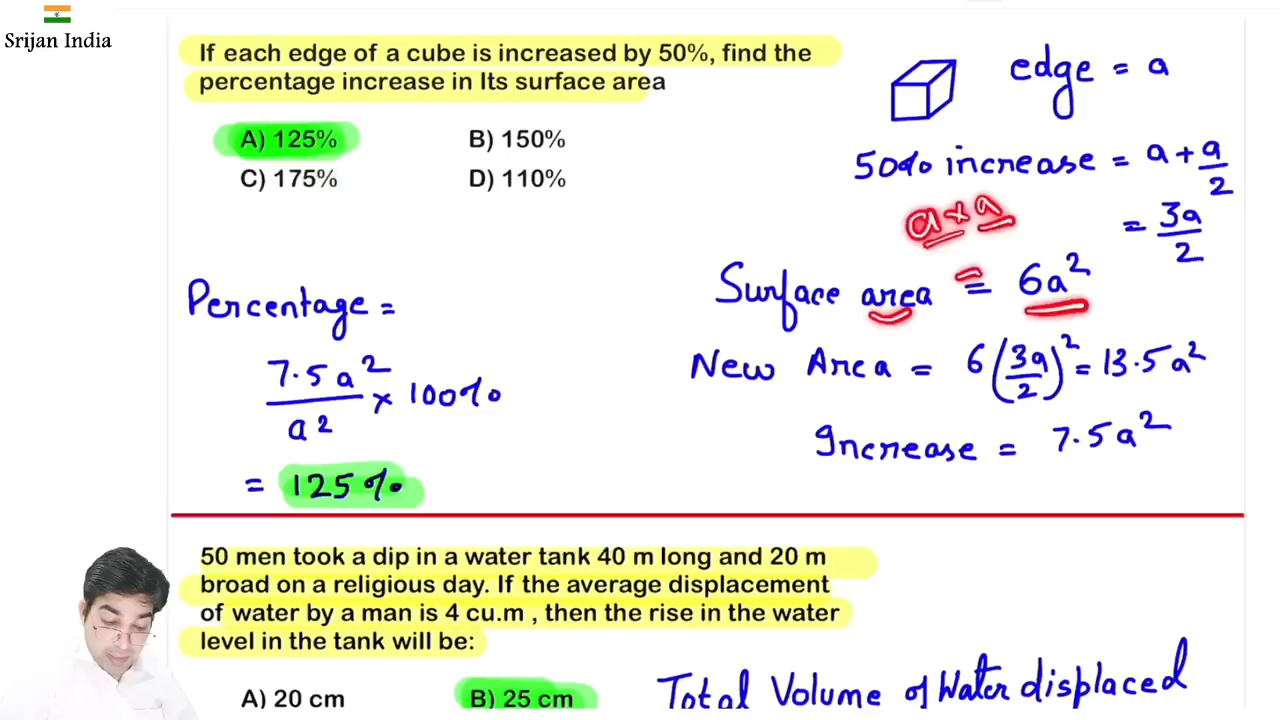 Srijan India
If each edge of a cube is increased by 50%, find the
percentage increase in Its surface area
A) 125%
B) 150%
C) 175%
D) 110%
edge = a
50% increase = a + a/2
= 3a/2
a × a
Surface area = 6a²
New Area = 6(3a/2)² = 13.5a²
Increase = 7.5a²
Percentage =
7.5a²/a² × 100%
= 125%
50 men took a dip in a water tank 40 m long and 20 m
broad on a religious day. If the average displacement
of water by a man is 4 cu.m , then the rise in the water
level in the tank will be:
A) 20 cm
B) 25 cm
Total Volume of Water displaced